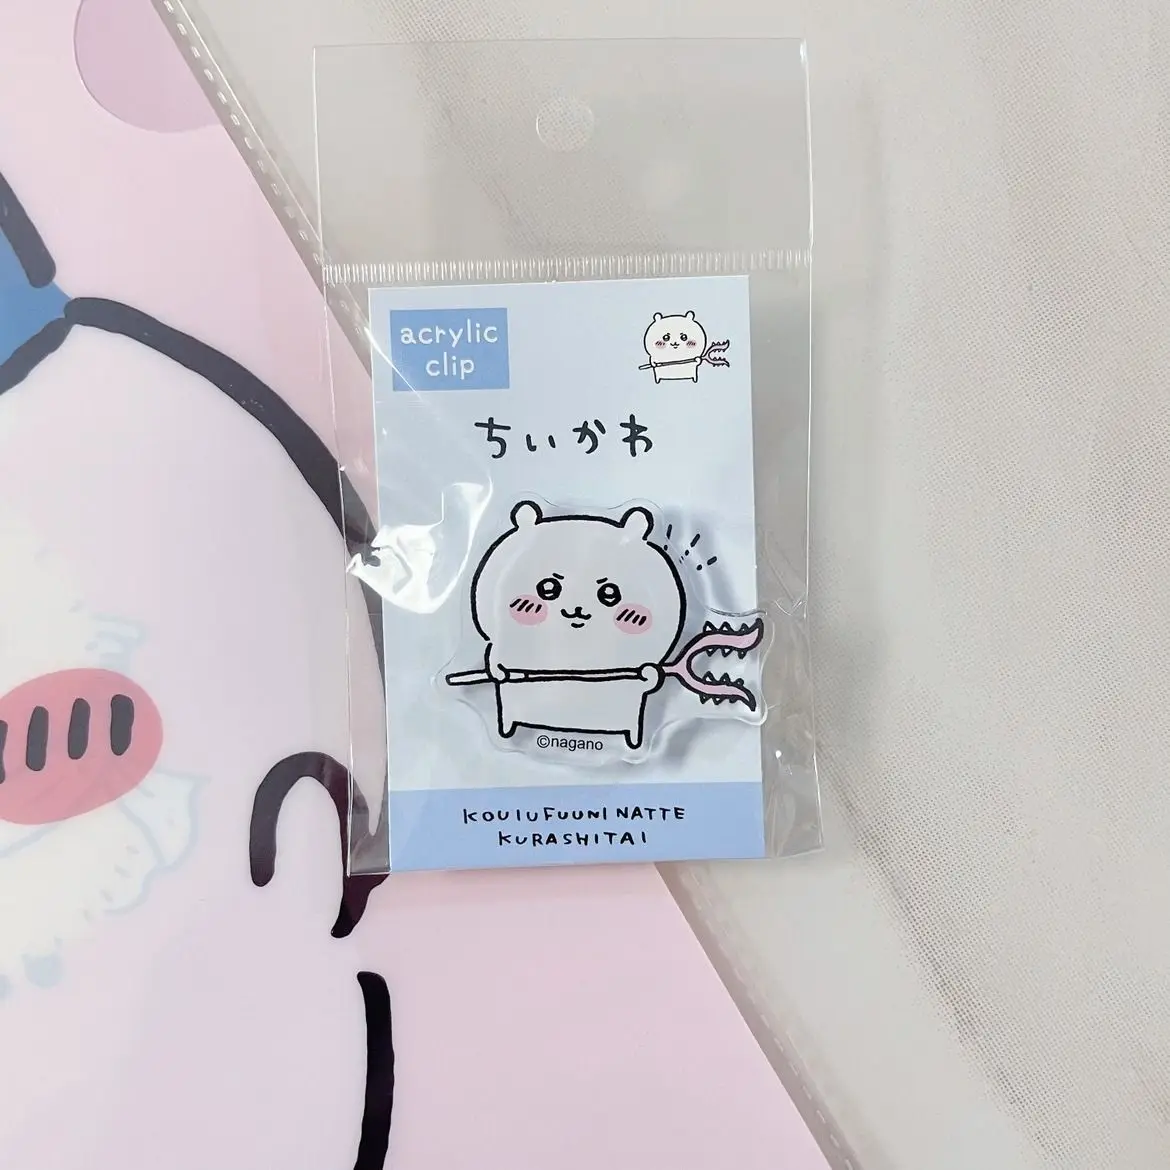 acrylic
clip
ちいかわ
©nagano
KOUIUFUUNI NATTE
KURASHITAI